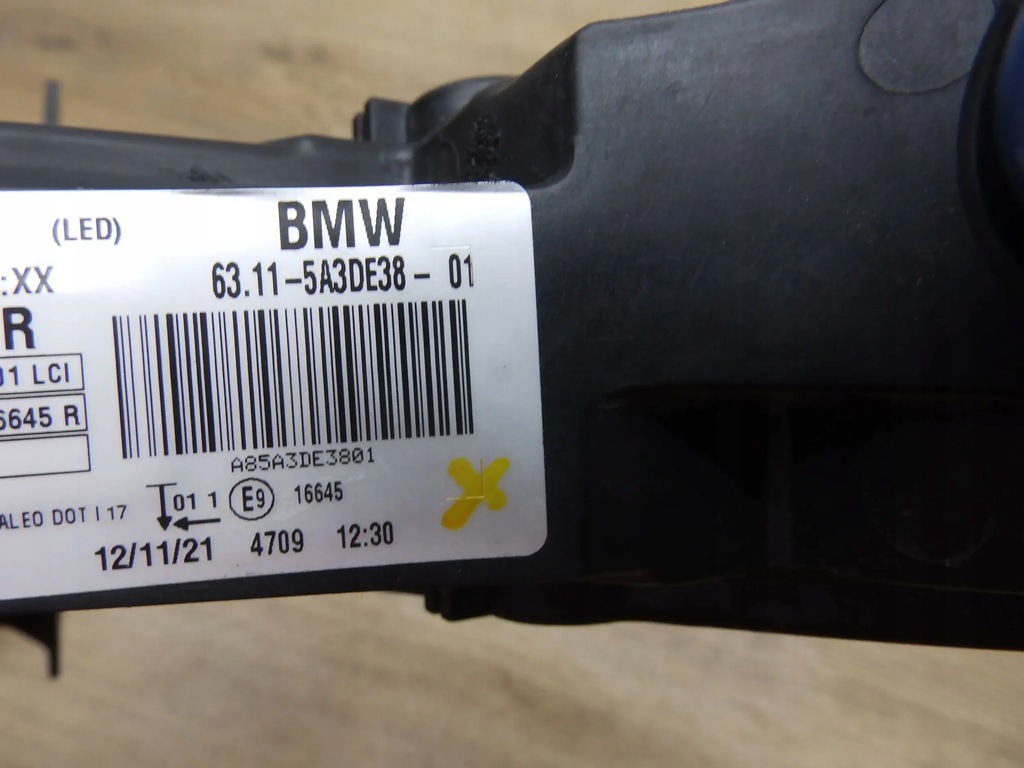 (LED) BMW
:XX 63.11-5A3DE38- 01
R
01 LCI
6645 R
A85A3DE3801
ALEO DOT I 17 01 1 E9 16645
12/11/21 4709 12:30